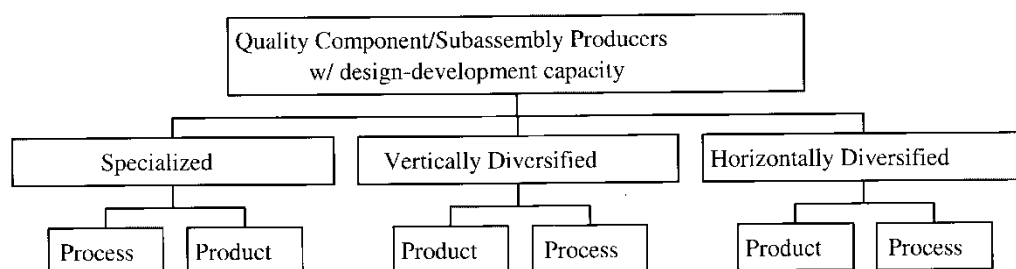 Quality Component/Subassembly Producers
w/ design-development capacity
Specialized
Vertically Diversified
Horizontally Diversified
Process
Product
Product
Process
Product
Process